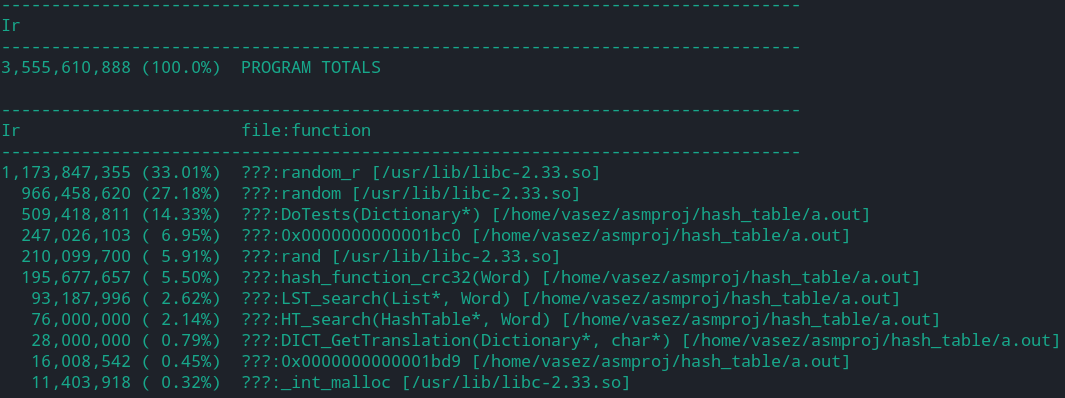 --------------------------------------------------------------------------------
Ir
--------------------------------------------------------------------------------
3,555,610,888 (100.0%)  PROGRAM TOTALS

--------------------------------------------------------------------------------
Ir                      file:function
--------------------------------------------------------------------------------
1,173,847,355 (33.01%)  ???:random_r [/usr/lib/libc-2.33.so]
  966,458,620 (27.18%)  ???:random [/usr/lib/libc-2.33.so]
  509,418,811 (14.33%)  ???:DoTests(Dictionary*) [/home/vasez/asmproj/hash_table/a.out]
  247,026,103 ( 6.95%)  ???:0x0000000000001bc0 [/home/vasez/asmproj/hash_table/a.out]
  210,099,700 ( 5.91%)  ???:rand [/usr/lib/libc-2.33.so]
  195,677,657 ( 5.50%)  ???:hash_function_crc32(Word) [/home/vasez/asmproj/hash_table/a.out]
   93,187,996 ( 2.62%)  ???:LST_search(List*, Word) [/home/vasez/asmproj/hash_table/a.out]
   76,000,000 ( 2.14%)  ???:HT_search(HashTable*, Word) [/home/vasez/asmproj/hash_table/a.out]
   28,000,000 ( 0.79%)  ???:DICT_GetTranslation(Dictionary*, char*) [/home/vasez/asmproj/hash_table/a.out]
   16,008,542 ( 0.45%)  ???:0x0000000000001bd9 [/home/vasez/asmproj/hash_table/a.out]
   11,403,918 ( 0.32%)  ???:_int_malloc [/usr/lib/libc-2.33.so]